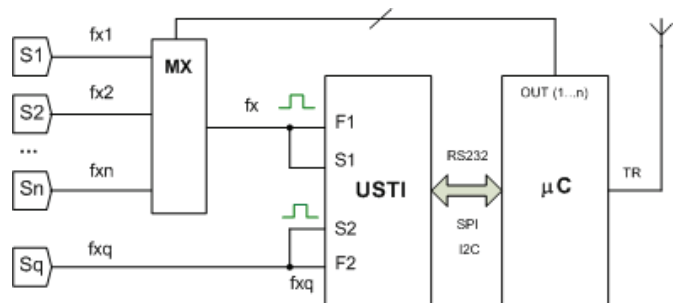 S1
fx1
MX
S2
fx2
...
Sn
fxn
Sq
fxq
fx
fxq
F1
S1
USTI
S2
F2
RS232
SPI
I2C
OUT (1...n)
μC
TR